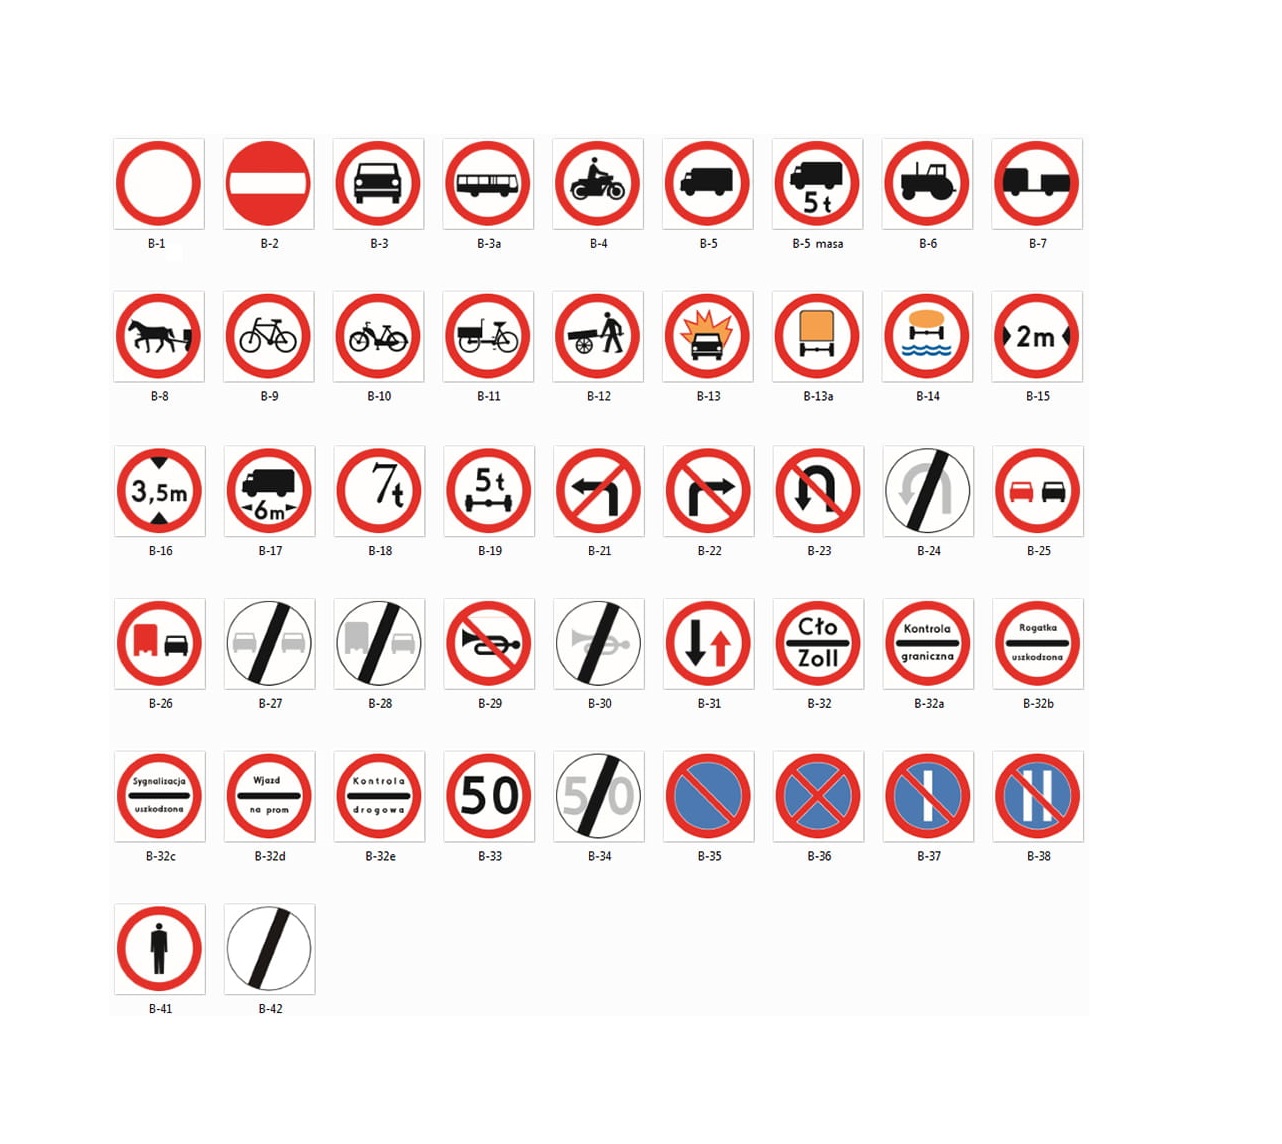 5t
B-1 B-2 B-3 B-3a B-4 B-5 B-5 masa B-6 B-7
2m
B-8 B-9 B-10 B-11 B-12 B-13 B-13a B-14 B-15
3,5m 6m 7t 5t
B-16 B-17 B-18 B-19 B-21 B-22 B-23 B-24 B-25
Cło Kontrola Rogatka
Zoll graniczna uszkodzona
B-26 B-27 B-28 B-29 B-30 B-31 B-32 B-32a B-32b
Sygnalizacja Wjazd Kontrola 50 50
uszkodzona na prom drogowa
B-32c B-32d B-32e B-33 B-34 B-35 B-36 B-37 B-38
B-41 B-42